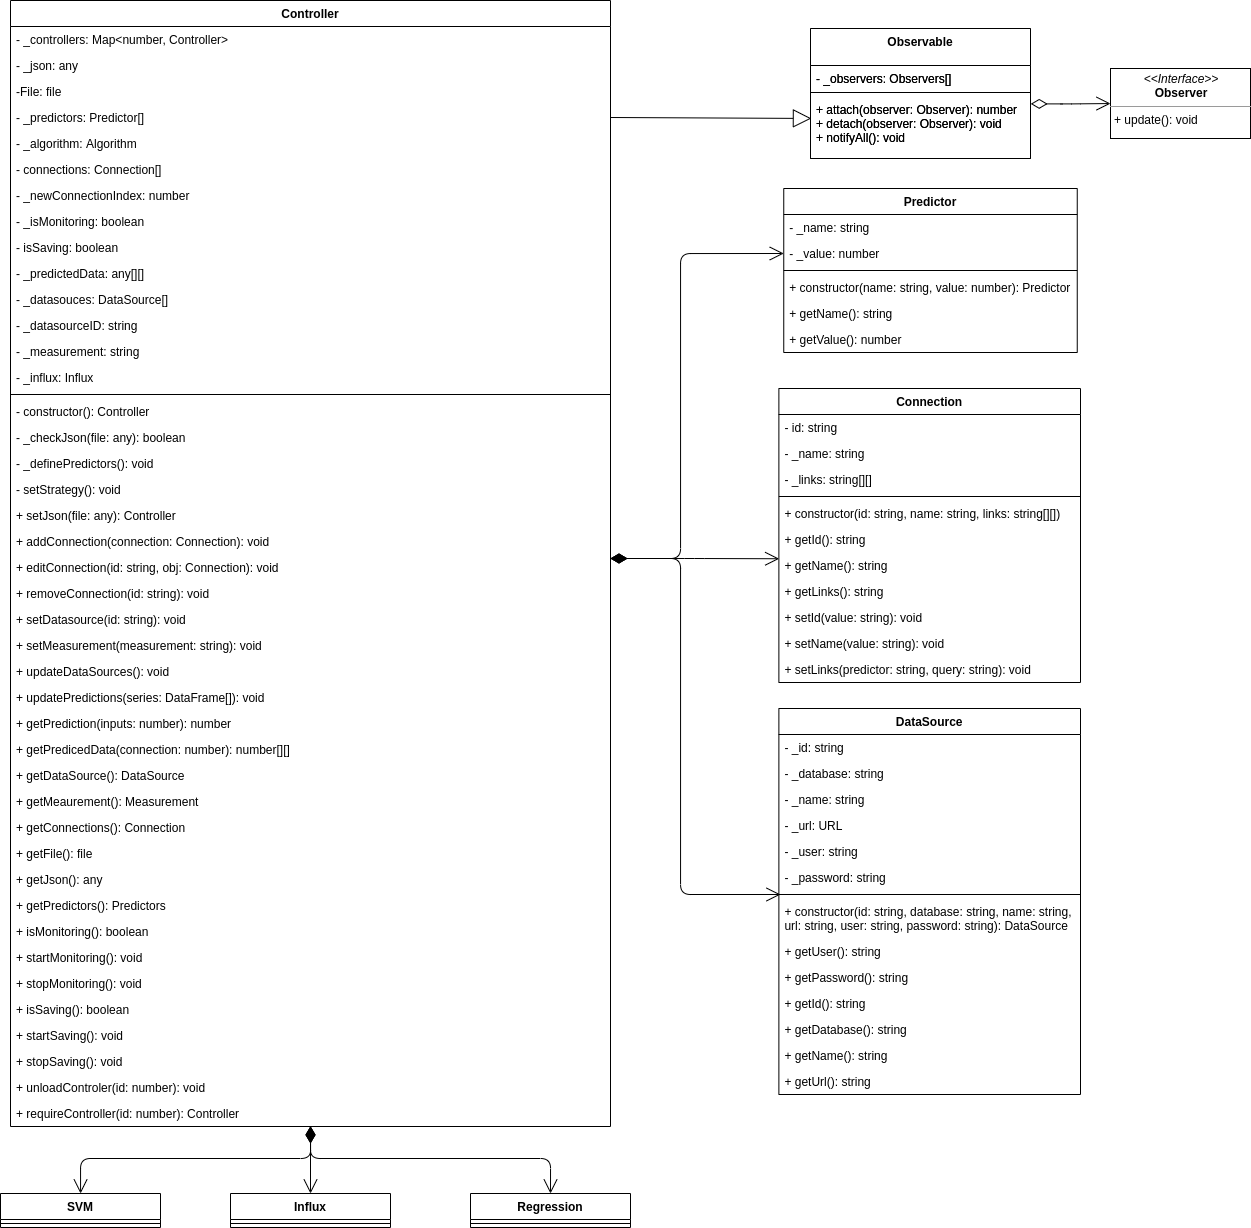 Controller
- _controllers: Map<number, Controller>
- _json: any
-File: file
- _predictors: Predictor[]
- _algorithm: Algorithm
- connections: Connection[]
- _newConnectionIndex: number
- _isMonitoring: boolean
- isSaving: boolean
- _predictedData: any[][]
- _datasouces: DataSource[]
- _datasourceID: string
- _measurement: string
- _influx: Influx
- constructor(): Controller
- _checkJson(file: any): boolean
- _definePredictors(): void
- setStrategy(): void
+ setJson(file: any): Controller
+ addConnection(connection: Connection): void
+ editConnection(id: string, obj: Connection): void
+ removeConnection(id: string): void
+ setDatasource(id: string): void
+ setMeasurement(measurement: string): void
+ updateDataSources(): void
+ updatePredictions(series: DataFrame[]): void
+ getPrediction(inputs: number): number
+ getPredicedData(connection: number): number[][]
+ getDataSource(): DataSource
+ getMeaurement(): Measurement
+ getConnections(): Connection
+ getFile(): file
+ getJson(): any
+ getPredictors(): Predictors
+ isMonitoring(): boolean
+ startMonitoring(): void
+ stopMonitoring(): void
+ isSaving(): boolean
+ startSaving(): void
+ stopSaving(): void
+ unloadControler(id: number): void
+ requireController(id: number): Controller
Observable
- _observers: Observers[]
+ attach(observer: Observer): number
+ detach(observer: Observer): void
+ notifyAll(): void
<<Interface>>
Observer
+ update(): void
Predictor
- _name: string
- _value: number
+ constructor(name: string, value: number): Predictor
+ getName(): string
+ getValue(): number
Connection
- id: string
- _name: string
- _links: string[][]
+ constructor(id: string, name: string, links: string[][])
+ getId(): string
+ getName(): string
+ getLinks(): string
+ setId(value: string): void
+ setName(value: string): void
+ setLinks(predictor: string, query: string): void
DataSource
- _id: string
- _database: string
- _name: string
- _url: URL
- _user: string
- _password: string
+ constructor(id: string, database: string, name: string,
url: string, user: string, password: string): DataSource
+ getUser(): string
+ getPassword(): string
+ getId(): string
+ getDatabase(): string
+ getName(): string
+ getUrl(): string
SVM
Influx
Regression